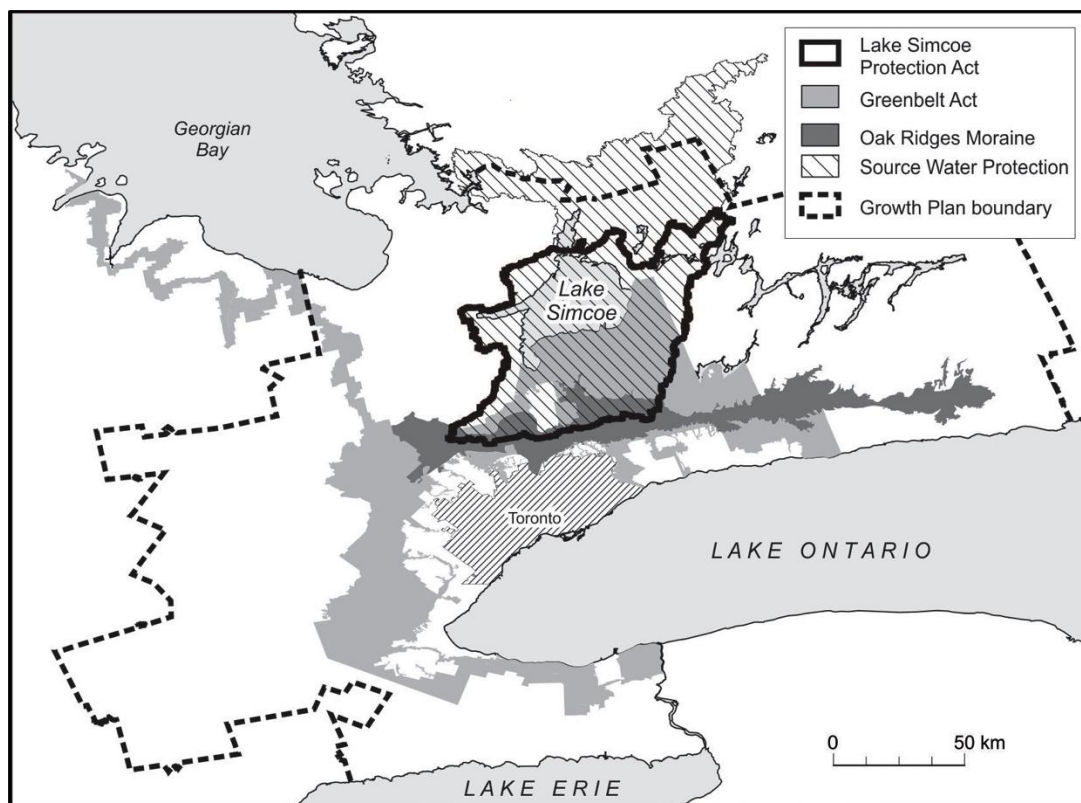 Lake Simcoe
Protection Act
Greenbelt Act
Oak Ridges Moraine
Source Water Protection
Growth Plan boundary
Georgian
Bay
Lake
Simcoe
Toronto
LAKE ONTARIO
0 50 km
LAKE ERIE